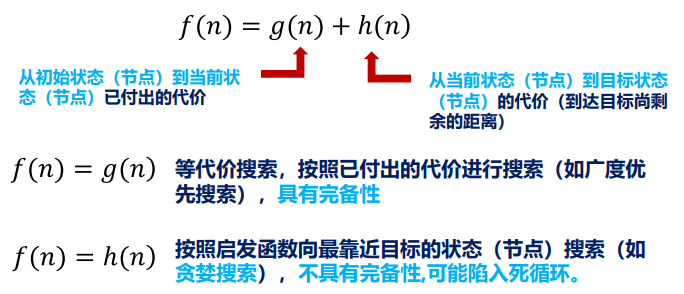 f(n) = g(n) + h(n)
从初始状态（节点）到当前状
态（节点）已付出的代价
从当前状态（节点）到目标状态
（节点）的代价（到达目标尚剩
余的距离）
f(n) = g(n) 等代价搜索，按照已付出的代价进行搜索（如广度优
先搜索），具有完备性
f(n) = h(n) 按照启发函数向最靠近目标的状态（节点）搜索（如
贪婪搜索），不具有完备性,可能陷入死循环。